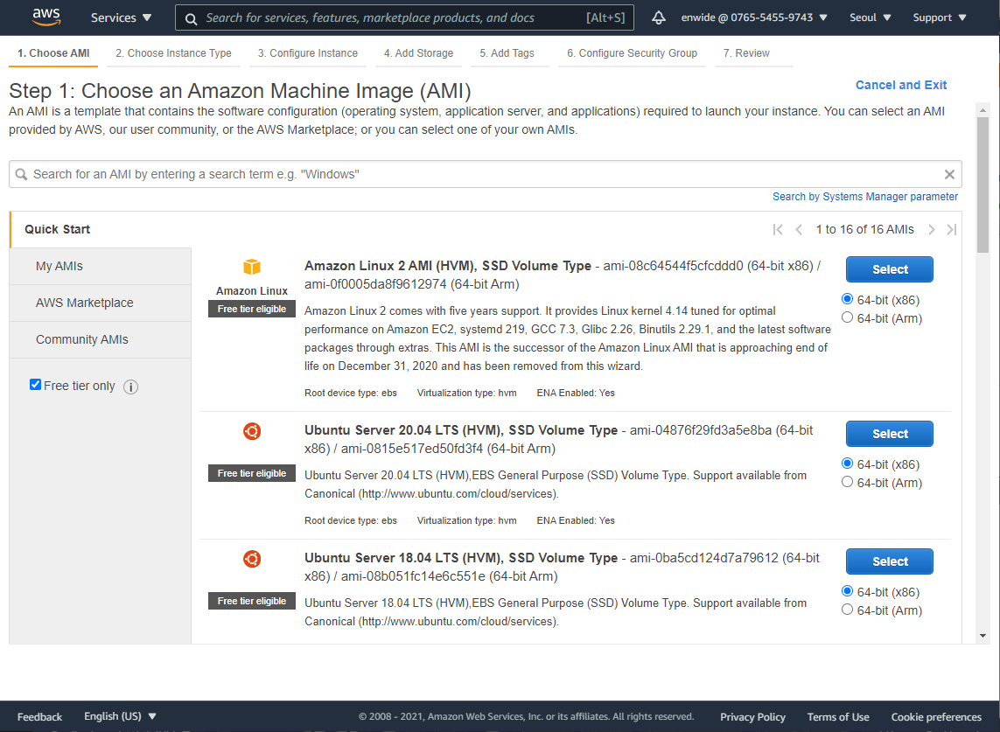 aws
Services
Search for services, features, marketplace products, and docs [Alt+S]
enwide @ 0765-5455-9743
Seoul
Support
1. Choose AMI
2. Choose Instance Type
3. Configure Instance
4. Add Storage
5. Add Tags
6. Configure Security Group
7. Review
Step 1: Choose an Amazon Machine Image (AMI)
Cancel and Exit
An AMI is a template that contains the software configuration (operating system, application server, and applications) required to launch your instance. You can select an AMI
provided by AWS, our user community, or the AWS Marketplace; or you can select one of your own AMIs.
Search for an AMI by entering a search term e.g. "Windows"
Search by Systems Manager parameter
Quick Start
1 to 16 of 16 AMIs
My AMIs
AWS Marketplace
Community AMIs
Free tier only
Amazon Linux
Free tier eligible
Amazon Linux 2 AMI (HVM), SSD Volume Type - ami-08c64544f5cfcddd0 (64-bit x86) /
ami-0f0005da8f9612974 (64-bit Arm)
Amazon Linux 2 comes with five years support. It provides Linux kernel 4.14 tuned for optimal
performance on Amazon EC2, systemd 219, GCC 7.3, Glibc 2.26, Binutils 2.29.1, and the latest software
packages through extras. This AMI is the successor of the Amazon Linux AMI that is approaching end of
life on December 31, 2020 and has been removed from this wizard.
Root device type: ebs Virtualization type: hvm ENA Enabled: Yes
Select
64-bit (x86)
64-bit (Arm)
Free tier eligible
Ubuntu Server 20.04 LTS (HVM), SSD Volume Type - ami-04876f29fd3a5e8ba (64-bit
x86) / ami-0815e517ed50fd3f4 (64-bit Arm)
Ubuntu Server 20.04 LTS (HVM),EBS General Purpose (SSD) Volume Type. Support available from
Canonical (http://www.ubuntu.com/cloud/services).
Root device type: ebs Virtualization type: hvm ENA Enabled: Yes
Select
64-bit (x86)
64-bit (Arm)
Free tier eligible
Ubuntu Server 18.04 LTS (HVM), SSD Volume Type - ami-0ba5cd124d7a79612 (64-bit
x86) / ami-08b051fc14e6c551e (64-bit Arm)
Ubuntu Server 18.04 LTS (HVM),EBS General Purpose (SSD) Volume Type. Support available from
Canonical (http://www.ubuntu.com/cloud/services).
Select
64-bit (x86)
64-bit (Arm)
Feedback
English (US)
© 2008 - 2021, Amazon Web Services, Inc. or its affiliates. All rights reserved.
Privacy Policy
Terms of Use
Cookie preferences